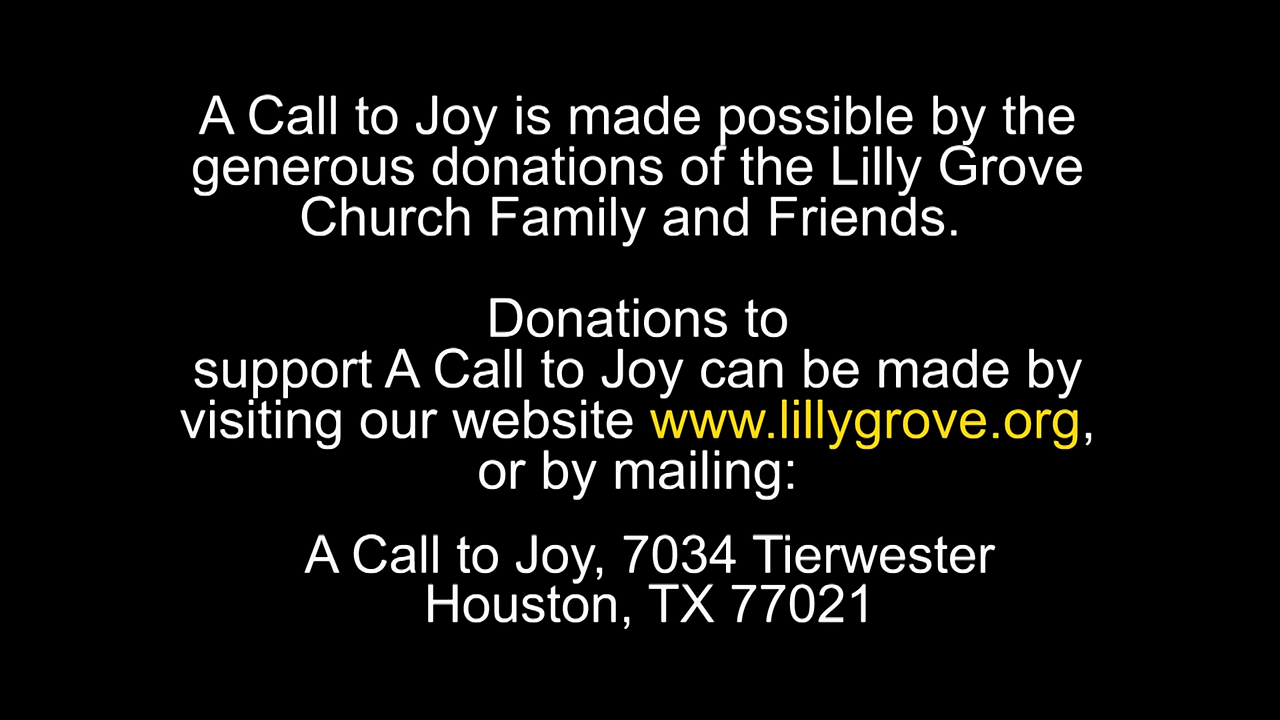 A Call to Joy is made possible by the
generous donations of the Lilly Grove
Church Family and Friends.
Donations to
support A Call to Joy can be made by
visiting our website www.lillygrove.org,
or by mailing:
A Call to Joy, 7034 Tierwester
Houston, TX 77021